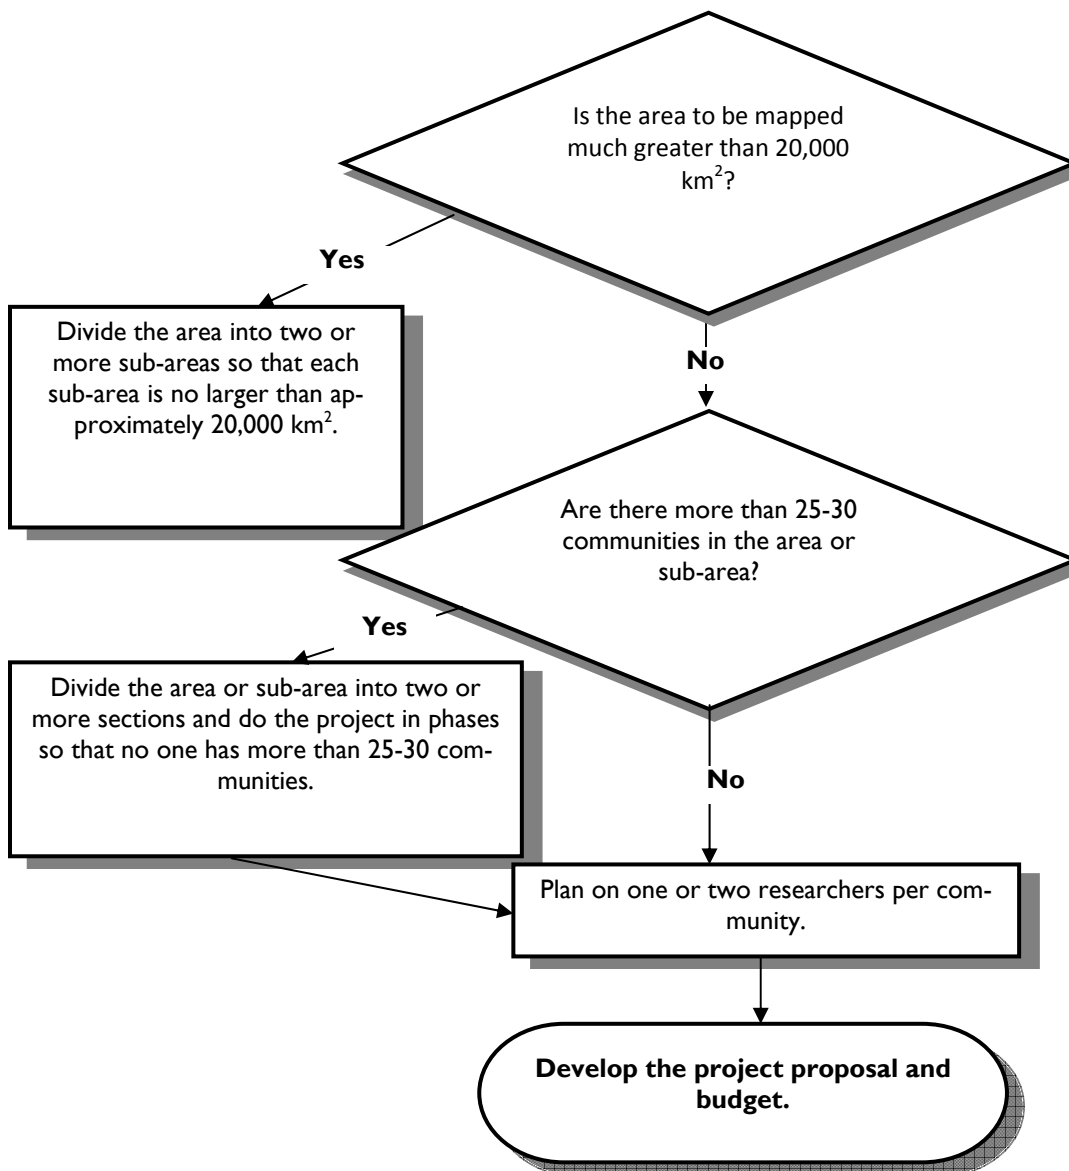 Is the area to be mapped
much greater than 20,000
km²?
Yes
Divide the area into two or
more sub-areas so that each
sub-area is no larger than ap-
proximately 20,000 km².
No
Are there more than 25-30
communities in the area or
sub-area?
Yes
Divide the area or sub-area into two or
more sections and do the project in phases
so that no one has more than 25-30 com-
munities.
No
Plan on one or two researchers per com-
munity.
Develop the project proposal and
budget.